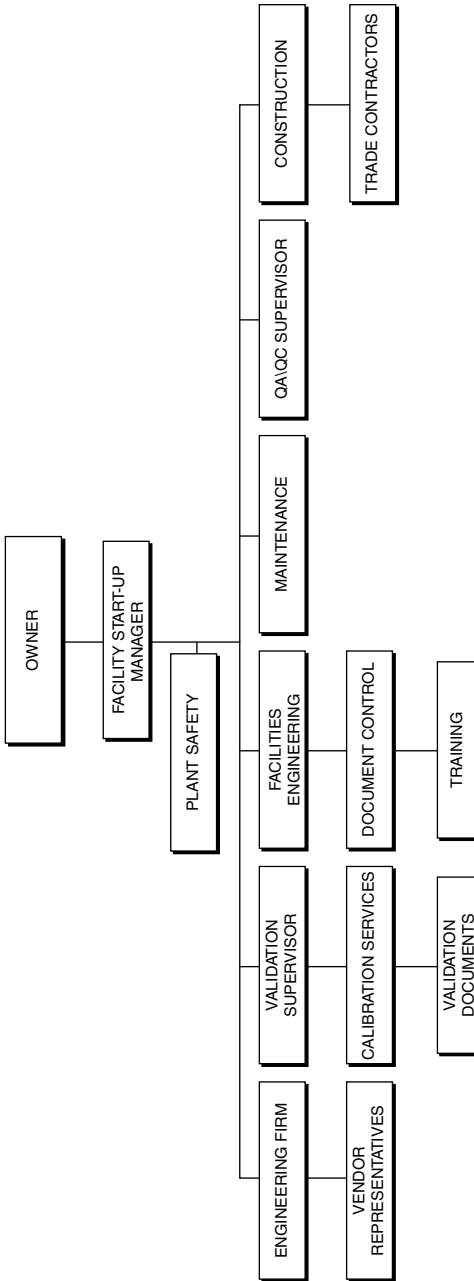 OWNER
FACILITY START-UP
MANAGER
PLANT SAFETY
ENGINEERING FIRM
VALIDATION
SUPERVISOR
FACILITIES
ENGINEERING
MAINTENANCE
QA\QC SUPERVISOR
CONSTRUCTION
VENDOR
REPRESENTATIVES
CALIBRATION SERVICES
DOCUMENT CONTROL
TRADE CONTRACTORS
VALIDATION
DOCUMENTS
TRAINING